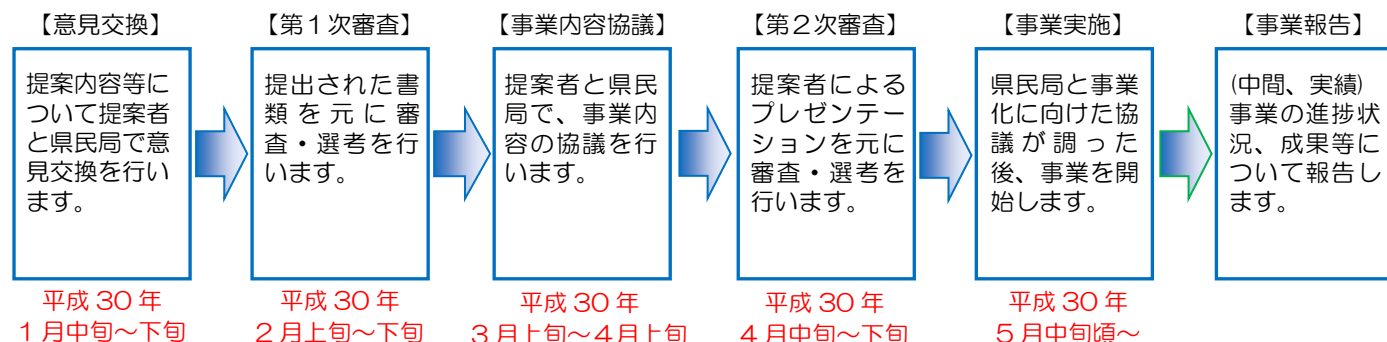 【意見交換】
提案内容等に
ついて提案者
と県民局で意
見交換を行い
ます。
平成 30 年
1 月中旬～下旬
【第１次審査】
提出された書
類を元に審
査・選考を行
います。
平成 30 年
２月上旬～下旬
【事業内容協議】
提案者と県民
局で、事業内
容の協議を行
います。
平成 30 年
３月上旬～４月上旬
【第２次審査】
提案者による
プレゼンテー
ションを元に
審査・選考を
行います。
平成 30 年
４月中旬～下旬
【事業実施】
県民局と事業
化に向けた協
議が調った
後、事業を開
始します。
平成 30 年
５月中旬頃～
【事業報告】
(中間、実績)
事業の進捗状
況、成果等に
ついて報告し
ます。